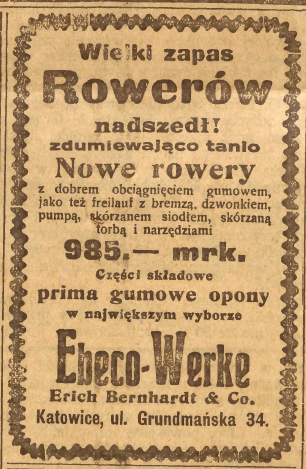 Wielki zapas
Rowerów
nadszedł!
zdumiewająco tanio
Nowe rowery
z dobrem obciągnięciem gumowem,
jako też freilauf z bremzą, dzwonkiem,
pumpą, skórzanem siodłem, skórzaną
torbą i narzędziami
985.— mrk.
Części składowe
prima gumowe opony
w największym wyborze
Ebeco-Werke
Erich Bernhardt & Co.
Katowice, ul. Grundmańska 34.